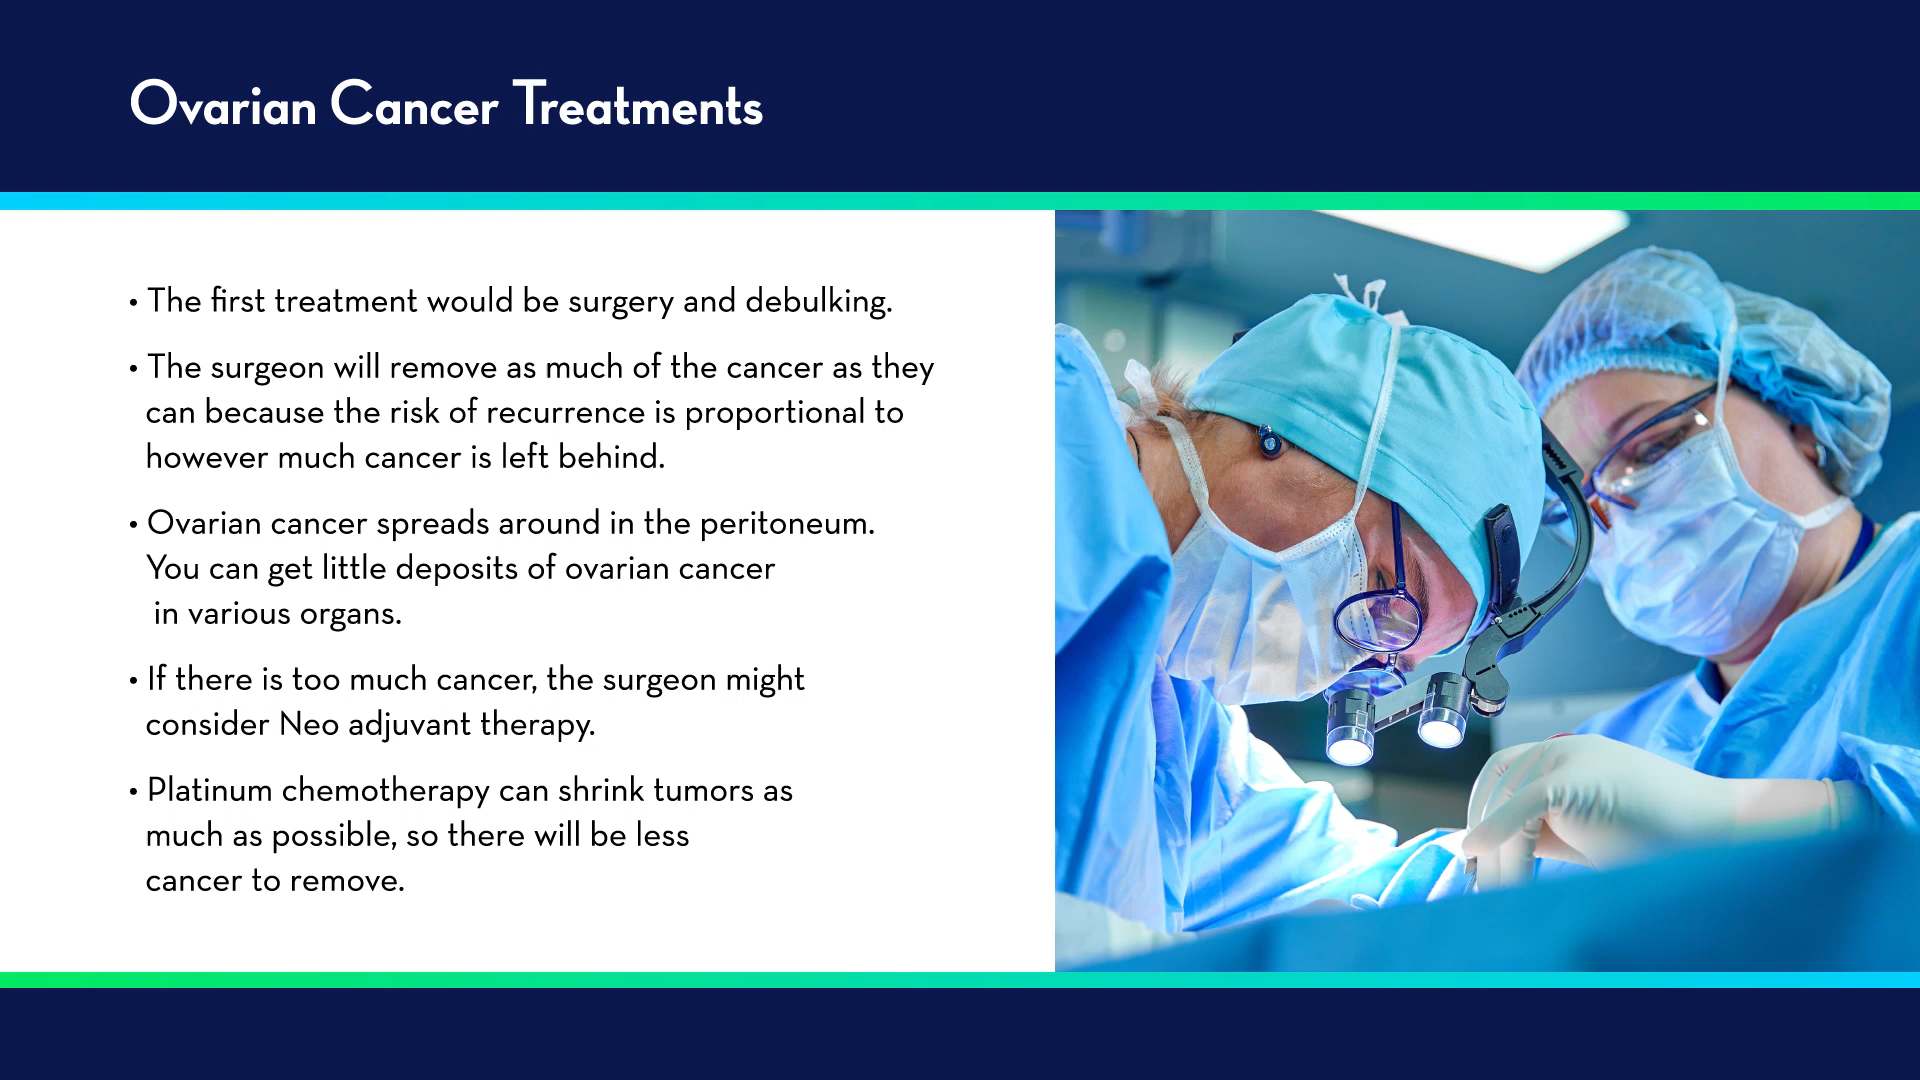 Ovarian Cancer Treatments
• The first treatment would be surgery and debulking.
• The surgeon will remove as much of the cancer as they
can because the risk of recurrence is proportional to
however much cancer is left behind.
• Ovarian cancer spreads around in the peritoneum.
You can get little deposits of ovarian cancer
in various organs.
• If there is too much cancer, the surgeon might
consider Neo adjuvant therapy.
• Platinum chemotherapy can shrink tumors as
much as possible, so there will be less
cancer to remove.